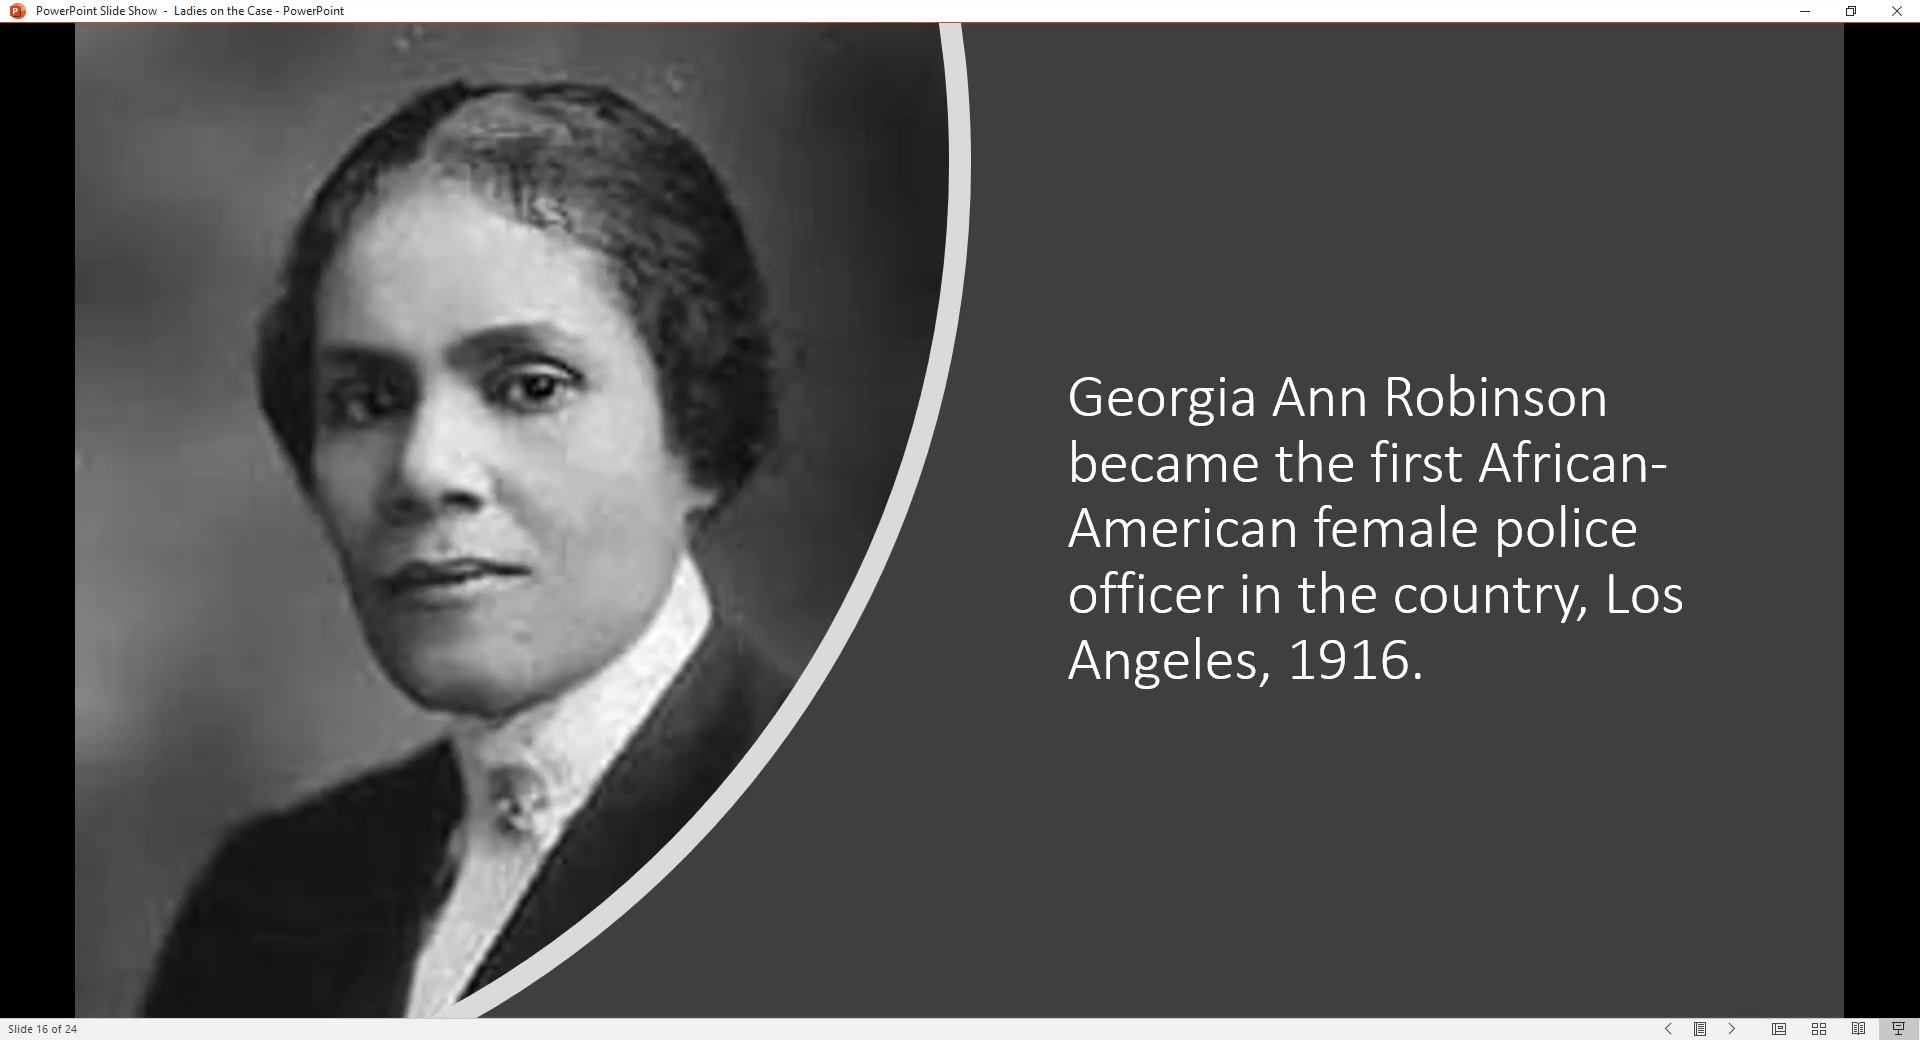 PowerPoint Slide Show - Ladies on the Case - PowerPoint
Georgia Ann Robinson
became the first African-
American female police
officer in the country, Los
Angeles, 1916.
Slide 16 of 24